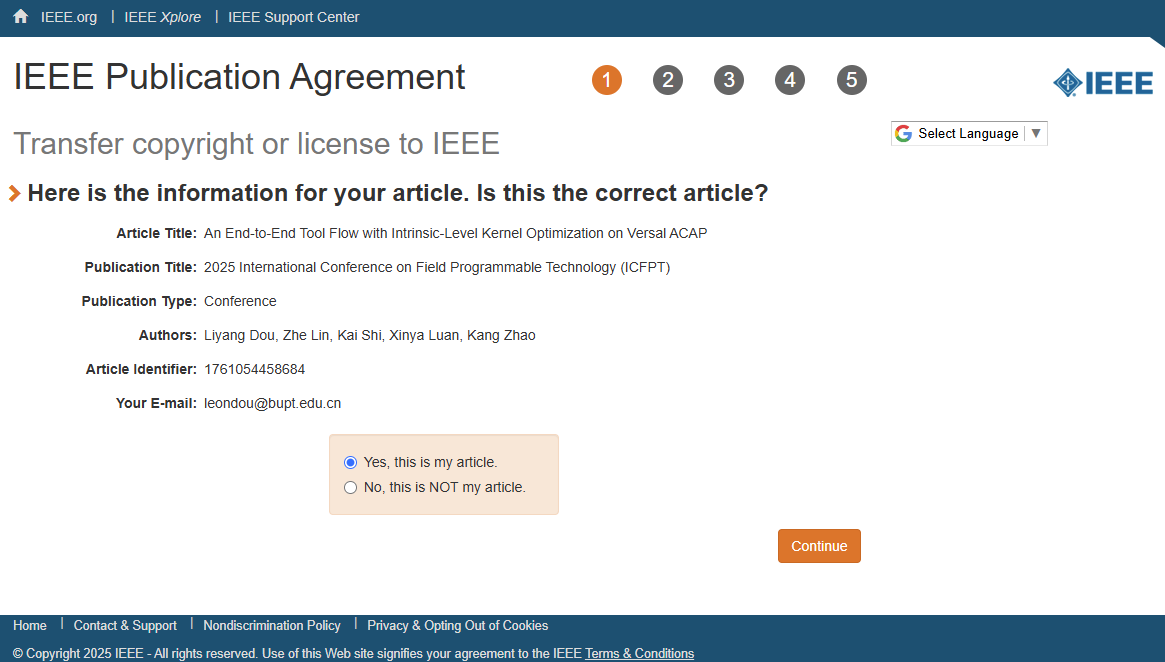 IEEE.org | IEEE Xplore | IEEE Support Center
IEEE Publication Agreement
1 2 3 4 5
IEEE
Transfer copyright or license to IEEE
Select Language ▼
Here is the information for your article. Is this the correct article?
Article Title: An End-to-End Tool Flow with Intrinsic-Level Kernel Optimization on Versal ACAP
Publication Title: 2025 International Conference on Field Programmable Technology (ICFPT)
Publication Type: Conference
Authors: Liyang Dou, Zhe Lin, Kai Shi, Xinya Luan, Kang Zhao
Article Identifier: 1761054458684
Your E-mail: leondou@bupt.edu.cn
Yes, this is my article.
No, this is NOT my article.
Continue
Home | Contact & Support | Nondiscrimination Policy | Privacy & Opting Out of Cookies
© Copyright 2025 IEEE - All rights reserved. Use of this Web site signifies your agreement to the IEEE Terms & Conditions